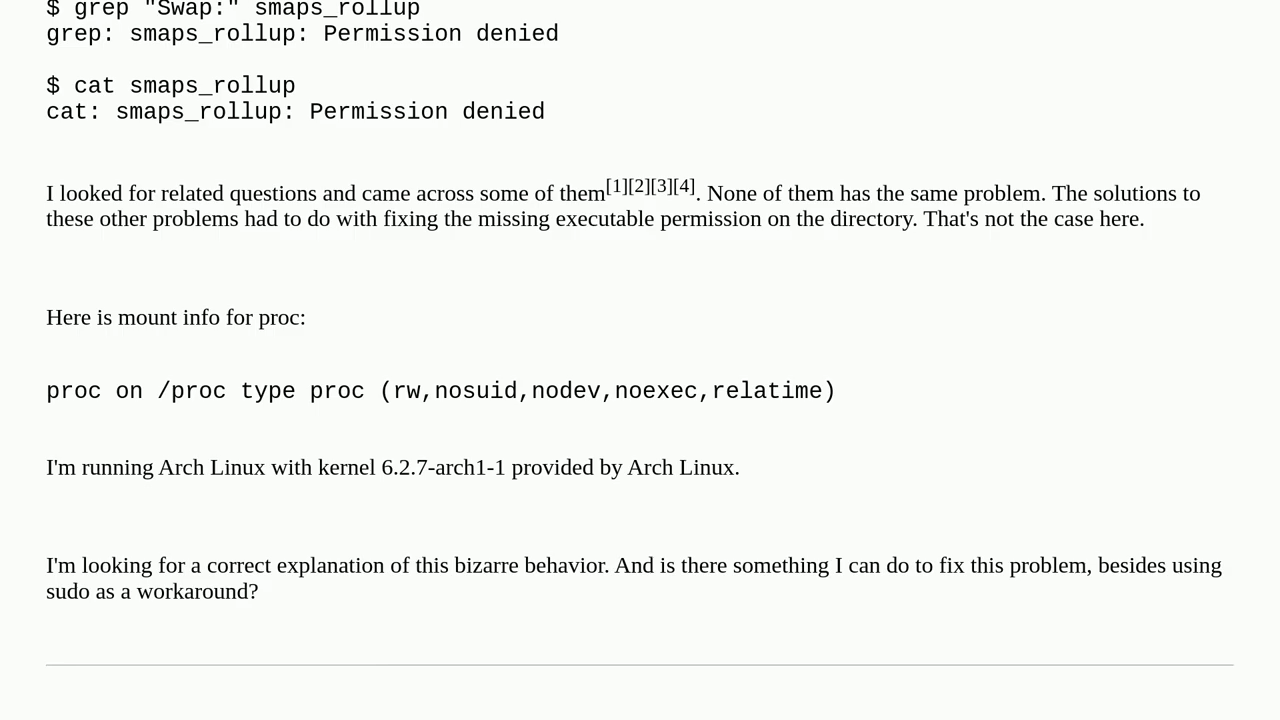 $ grep "Swap:" smaps_rollup
grep: smaps_rollup: Permission denied
$ cat smaps_rollup
cat: smaps_rollup: Permission denied
I looked for related questions and came across some of them[1][2][3][4]. None of them has the same problem. The solutions to
these other problems had to do with fixing the missing executable permission on the directory. That's not the case here.
Here is mount info for proc:
proc on /proc type proc (rw,nosuid,nodev,noexec,relatime)
I'm running Arch Linux with kernel 6.2.7-arch1-1 provided by Arch Linux.
I'm looking for a correct explanation of this bizarre behavior. And is there something I can do to fix this problem, besides using
sudo as a workaround?